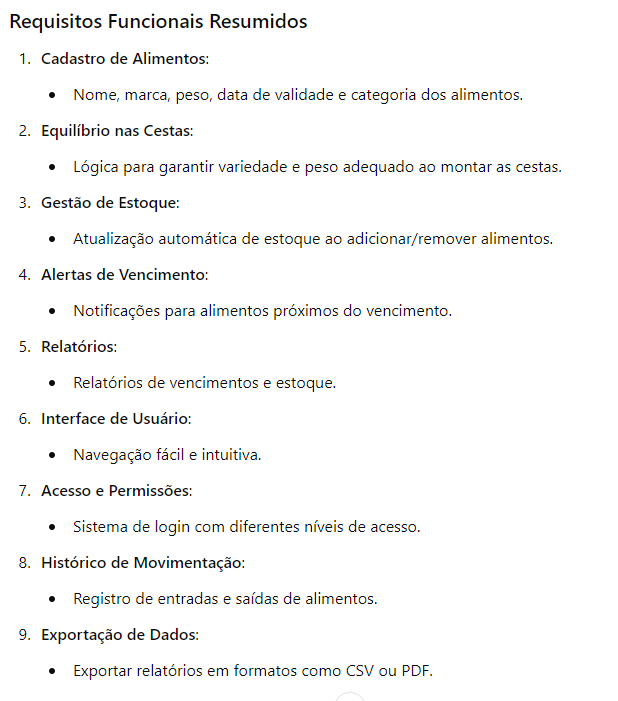 Requisitos Funcionais Resumidos
1. Cadastro de Alimentos:
• Nome, marca, peso, data de validade e categoria dos alimentos.
2. Equilíbrio nas Cestas:
• Lógica para garantir variedade e peso adequado ao montar as cestas.
3. Gestão de Estoque:
• Atualização automática de estoque ao adicionar/remover alimentos.
4. Alertas de Vencimento:
• Notificações para alimentos próximos do vencimento.
5. Relatórios:
• Relatórios de vencimentos e estoque.
6. Interface de Usuário:
• Navegação fácil e intuitiva.
7. Acesso e Permissões:
• Sistema de login com diferentes níveis de acesso.
8. Histórico de Movimentação:
• Registro de entradas e saídas de alimentos.
9. Exportação de Dados:
• Exportar relatórios em formatos como CSV ou PDF.